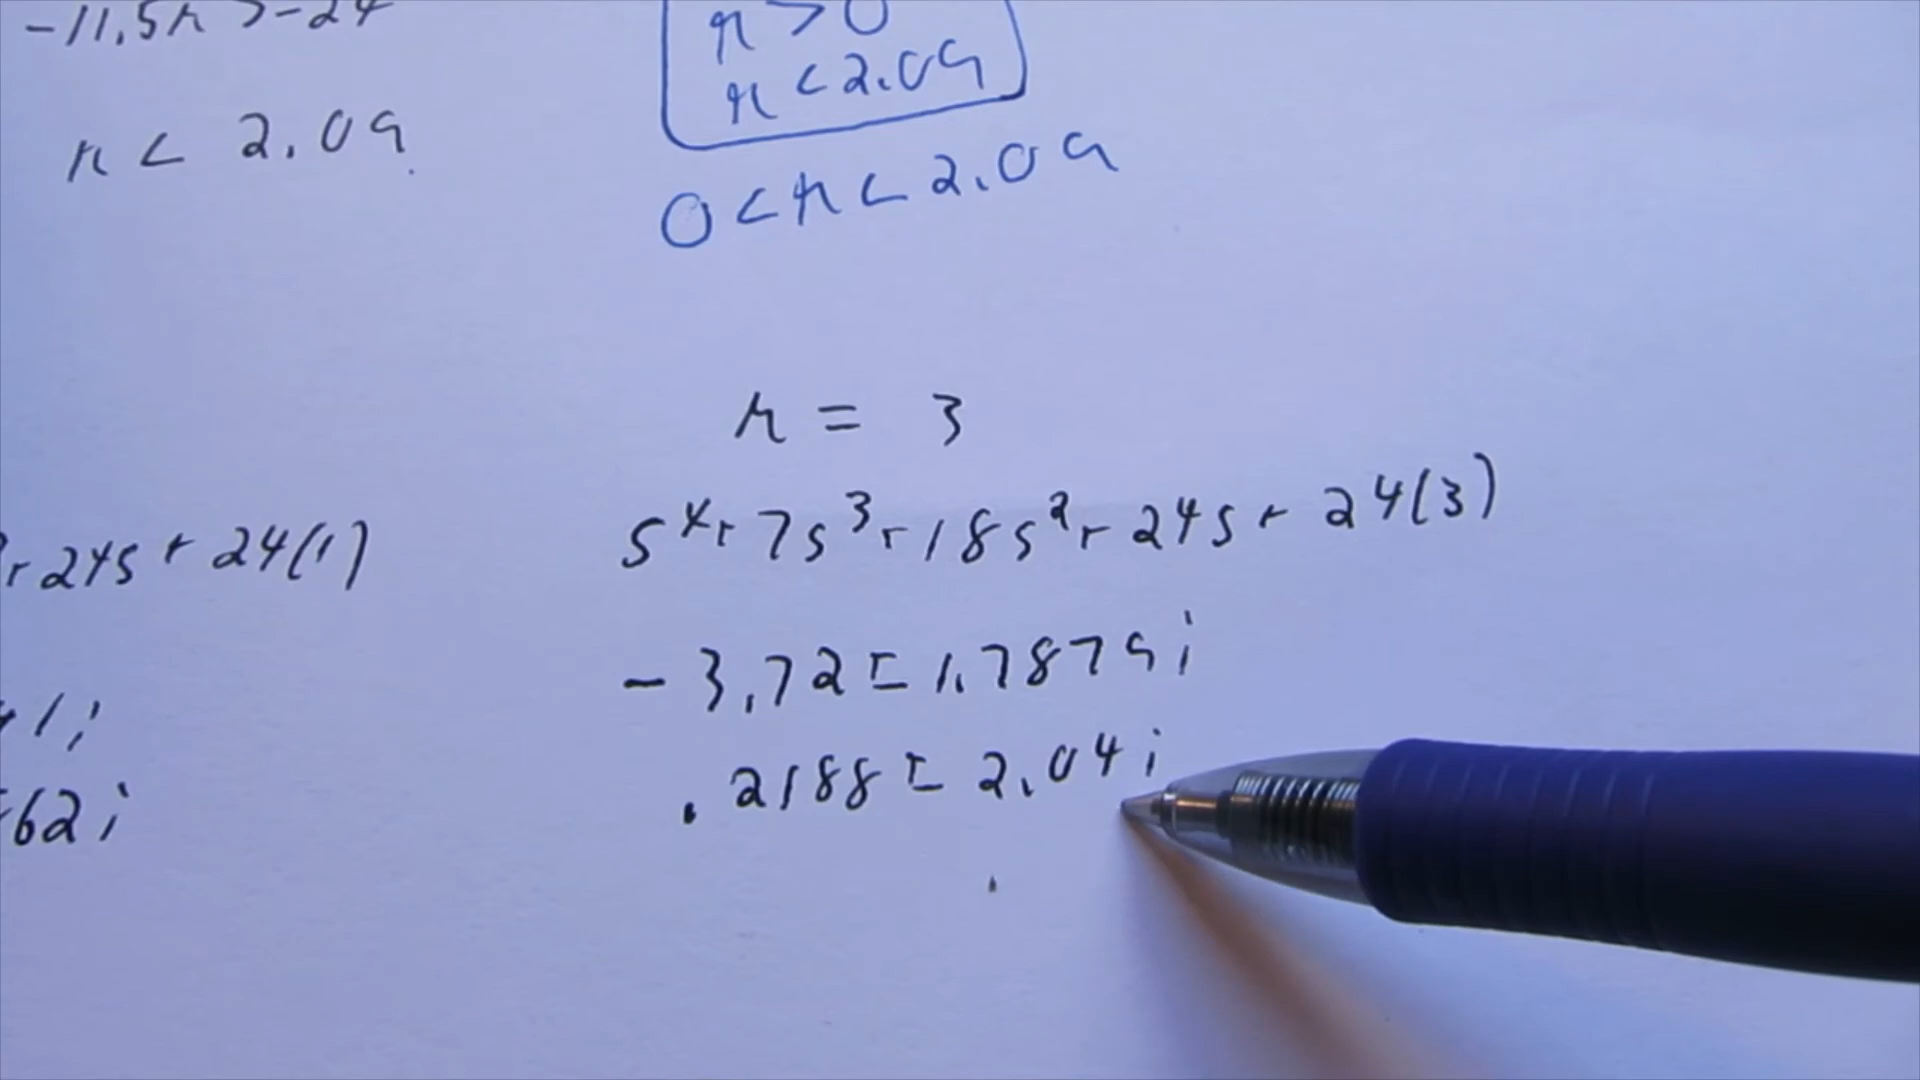 -11.5k > -24
k < 2.09
k > 0
k < 2.09
0 < k < 2.09
+ 24s + 24(1)
1i
62i
k = 3
s⁴ + 7s³ + 18s² + 24s + 24(3)
-3.72 ± 1.7879i
.2188 ± 2.04i